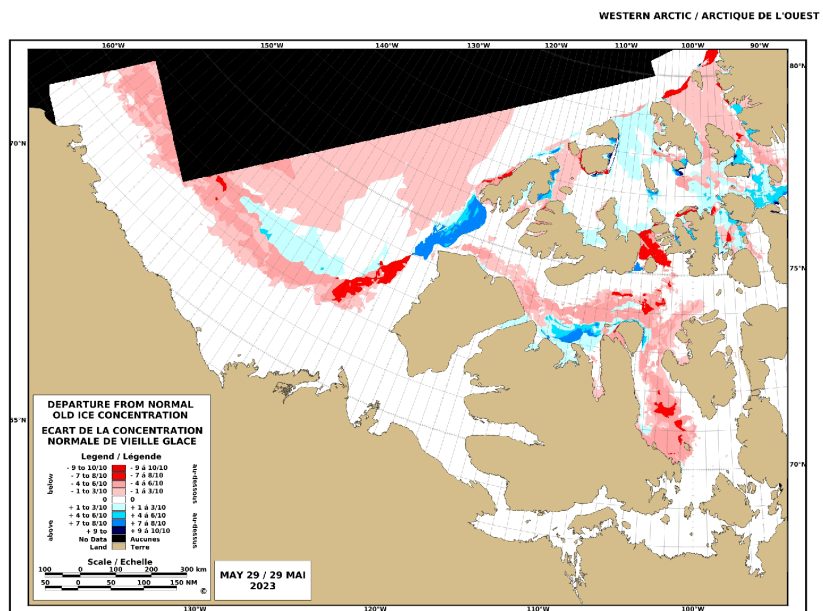 WESTERN ARCTIC / ARCTIQUE DE L'OUEST
160°W 150°W 140°W 130°W 120°W 110°W 100°W 90°W
80°N
70°N
75°N
65°N
70°N
DEPARTURE FROM NORMAL
OLD ICE CONCENTRATION
ECART DE LA CONCENTRATION
NORMALE DE VIEILLE GLACE
Legend / Légende
below
- 9 to 10/10 - 9 à 10/10
- 7 to 8/10 - 7 à 8/10
- 4 to 6/10 - 4 à 6/10
- 1 to 3/10 - 1 à 3/10
au-dessous
0 0
above
+ 1 to 3/10 + 1 à 3/10
+ 4 to 6/10 + 4 à 6/10
+ 7 to 8/10 + 7 à 8/10
+ 9 to + 9 à 10/10
au-dessus
No Data Aucunes
Land Terre
Scale / Echelle
100 0 100 200 300 km
50 0 50 100 150 NM
©
MAY 29 / 29 MAI
2023
130°W 120°W 110°W 100°W